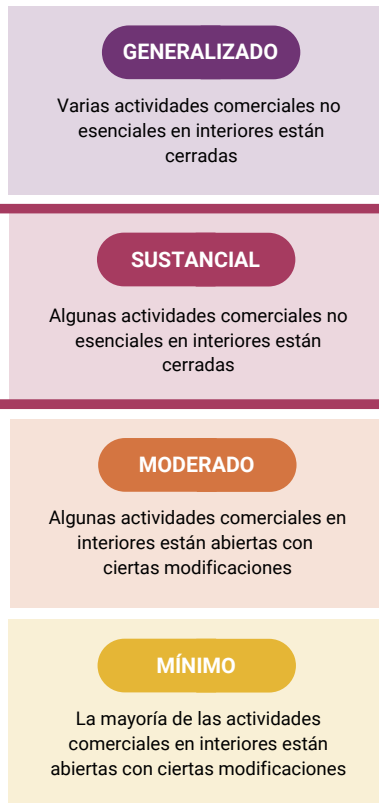 GENERALIZADO
Varias actividades comerciales no
esenciales en interiores están
cerradas
SUSTANCIAL
Algunas actividades comerciales no
esenciales en interiores están
cerradas
MODERADO
Algunas actividades comerciales en
interiores están abiertas con
ciertas modificaciones
MÍNIMO
La mayoría de las actividades
comerciales en interiores están
abiertas con ciertas modificaciones